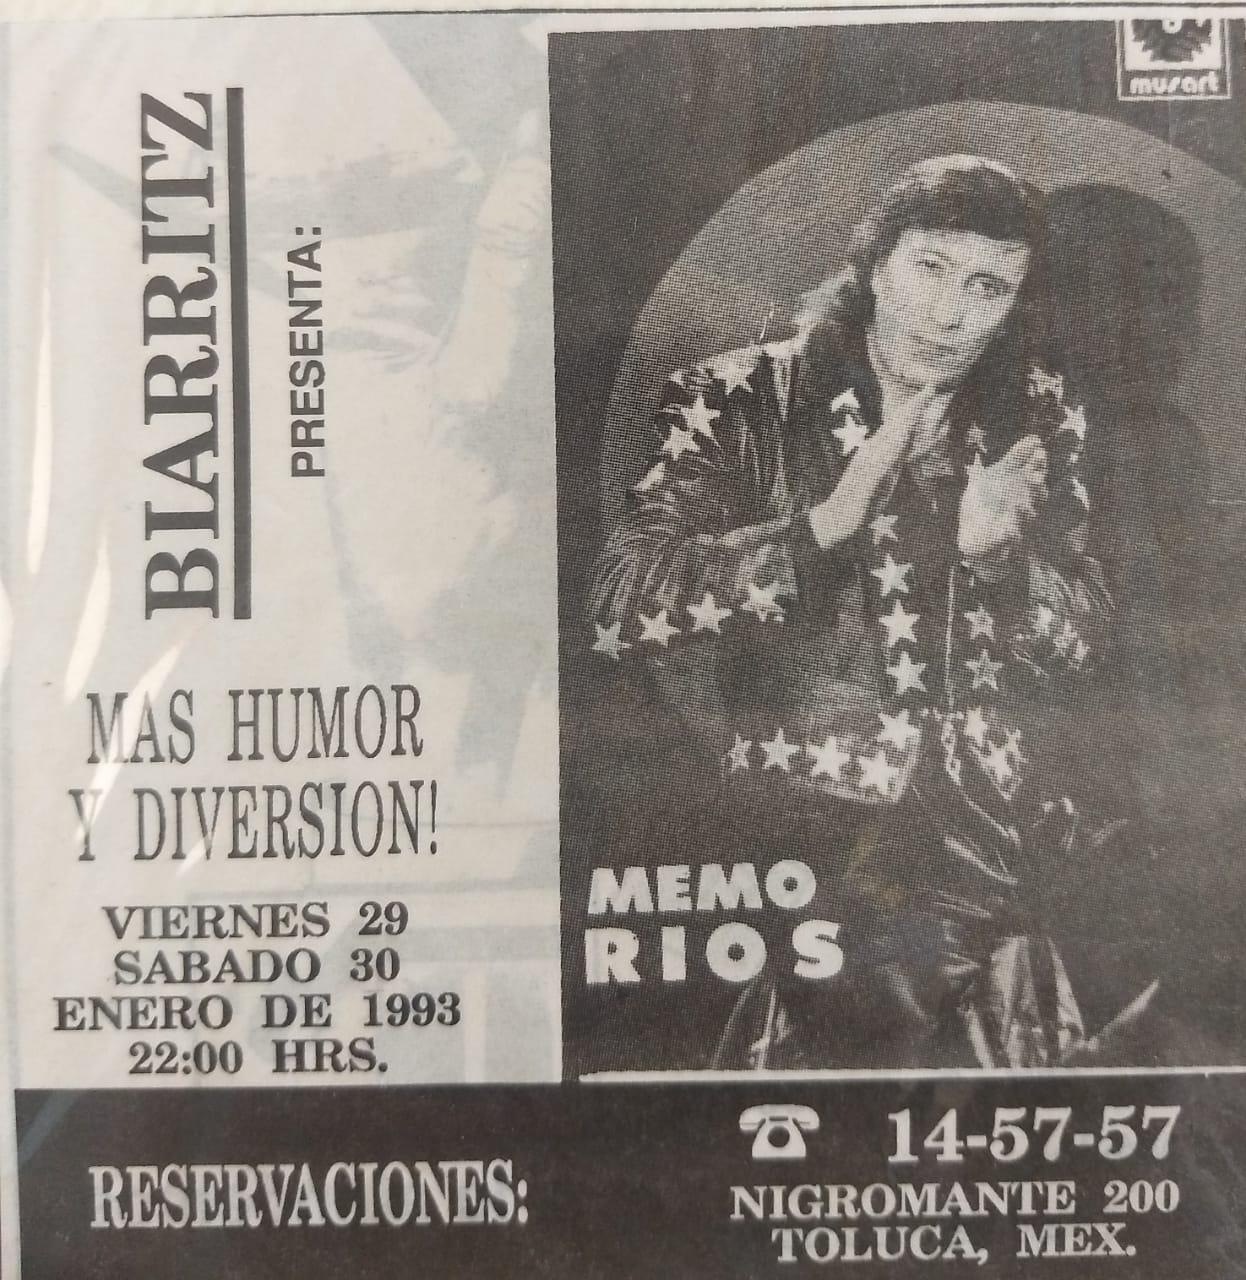 BIARRITZ
PRESENTA:
MAS HUMOR
Y DIVERSION!
VIERNES 29
SABADO 30
ENERO DE 1993
22:00 HRS.
musart
MEMO
RIOS
RESERVACIONES:
14-57-57
NIGROMANTE 200
TOLUCA, MEX.